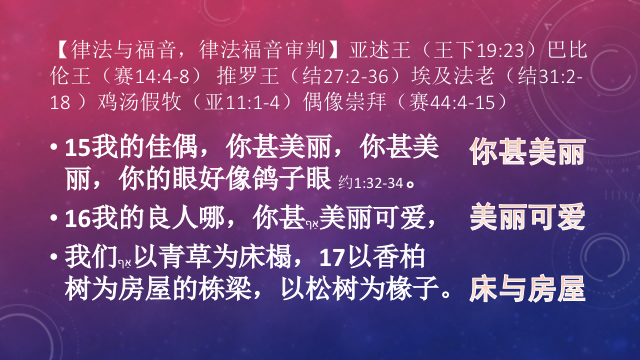 【律法与福音，律法福音审判】亚述王（王下19:23）巴比
伦王（赛14:4-8） 推罗王（结27:2-36）埃及法老（结31:2-
18 ）鸡汤假牧（亚11:1-4）偶像崇拜（赛44:4-15）
• 15我的佳偶，你甚美丽，你甚美
丽，你的眼好像鸽子眼 约1:32-34 。
你甚美丽
• 16我的良人哪，你甚אַף美丽可爱，
美丽可爱
• 我们אַף以青草为床榻，17以香柏
树为房屋的栋梁，以松树为椽子。
床与房屋